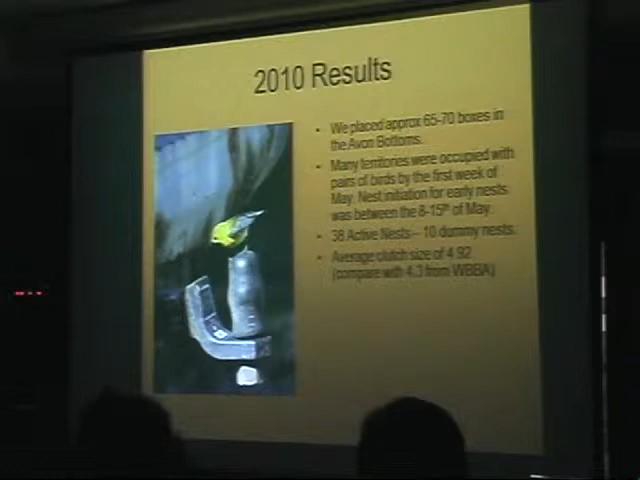 2010 Results
• We placed approx 65-70 boxes in
the Avon Bottoms.
• Many territories were occupied with
pairs of birds by the first week of
May. Nest initiation for early nests
was between the 8-15th of May.
• 38 Active Nests – 10 dummy nests.
• Average clutch size of 4.92
(compare with 4.3 from WBBA)